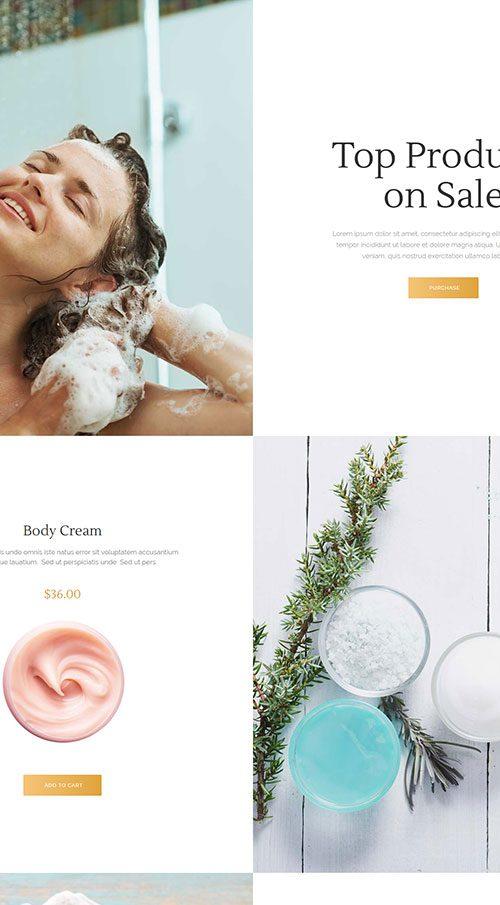 Top Produ
on Sale
Lorem ipsum dolor sit amet, consectetur adipiscing eli
tempor incididunt ut labore et dolore magna aliqua. U
veniam, quis nostrud exercitation ullamco lab
PURCHASE
Body Cream
is undo omnis iste natus error sit voluptatem accusantium
que lauatium. Sed ut perspiciatis unde. Sed ut pers.
$36.00
ADD TO CART